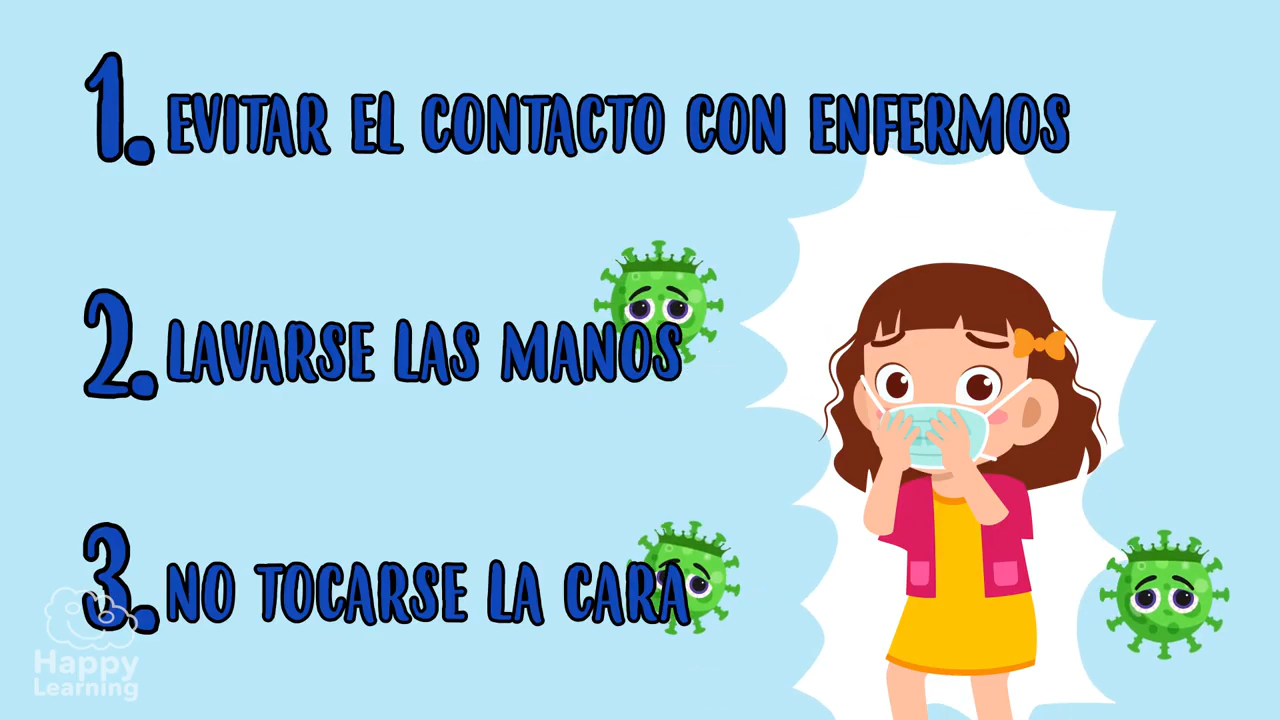 1. EVITAR EL CONTACTO CON ENFERMOS
2. LAVARSE LAS MANOS
3. NO TOCARSE LA CARA
Happy
Learning